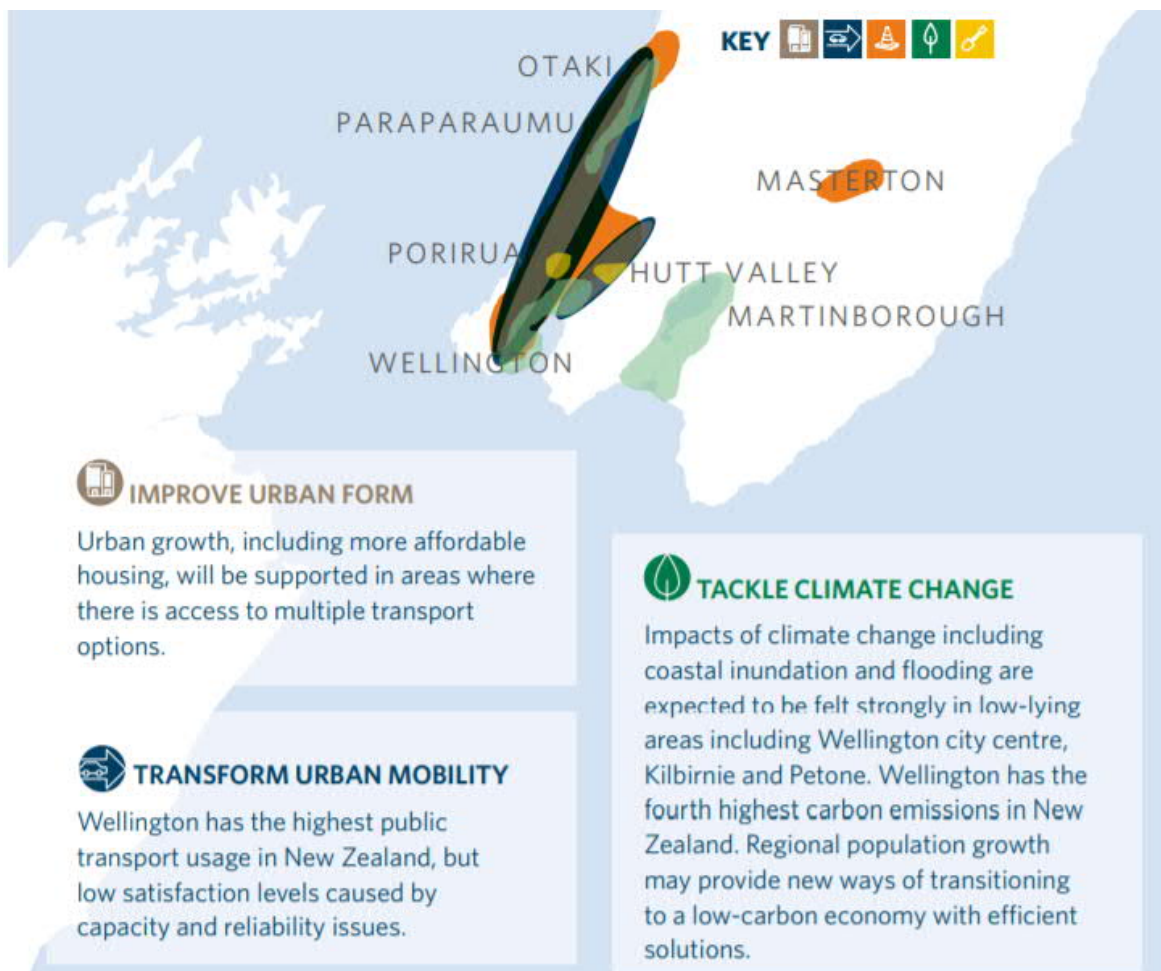 KEY
OTAKI
PARAPARAUMU
MASTERTON
PORIRUA
HUTT VALLEY
MARTINBOROUGH
WELLINGTON
IMPROVE URBAN FORM
Urban growth, including more affordable
housing, will be supported in areas where
there is access to multiple transport
options.
TRANSFORM URBAN MOBILITY
Wellington has the highest public
transport usage in New Zealand, but
low satisfaction levels caused by
capacity and reliability issues.
TACKLE CLIMATE CHANGE
Impacts of climate change including
coastal inundation and flooding are
expected to be felt strongly in low-lying
areas including Wellington city centre,
Kilbirnie and Petone. Wellington has the
fourth highest carbon emissions in New
Zealand. Regional population growth
may provide new ways of transitioning
to a low-carbon economy with efficient
solutions.